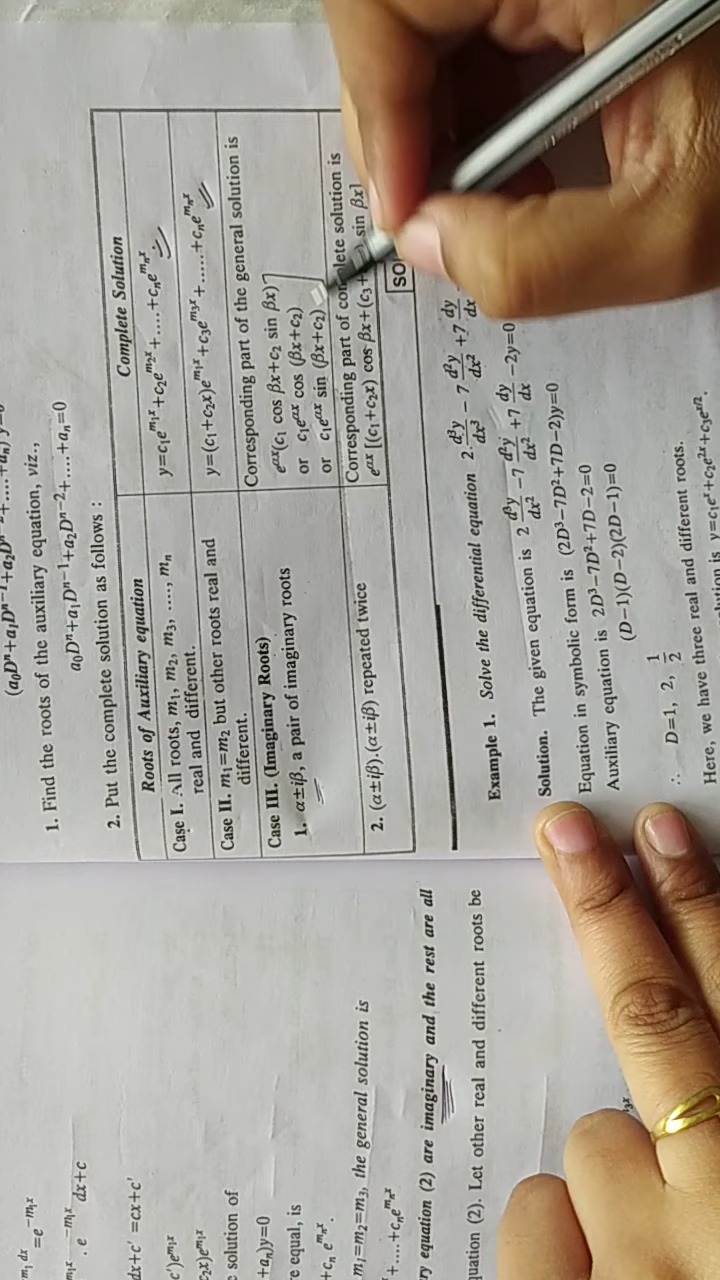 1. Find the roots of the auxiliary equation, viz.,
a₀Dⁿ+a₁Dⁿ⁻¹+a₂Dⁿ⁻²+....+aₙ=0
2. Put the complete solution as follows :
Roots of Auxiliary equation Complete Solution
Case I. All roots, m₁, m₂, m₃, ...., mₙ y=c₁e^{m₁x}+c₂e^{m₂x}+....+cₙe^{mₙx}
real and different.
Case II. m₁=m₂ but other roots real and y=(c₁+c₂x)e^{m₁x}+c₃e^{m₃x}+.....+cₙe^{mₙx}
different.
Case III. (Imaginary Roots) Corresponding part of the general solution is
1. α±iβ, a pair of imaginary roots e^{αx}(c₁ cos βx+c₂ sin βx)
or c₁e^{αx} cos (βx+c₂)
or c₁e^{αx} sin (βx+c₂)
2. (α±iβ).(α±iβ) repeated twice Corresponding part of complete solution is
e^{αx} [(c₁+c₂x) cos βx+(c₃+ sin βx]
Example 1. Solve the differential equation 2. d³y/dx³ − 7 d²y/dx² +7 dy/dx
Solution. The given equation is 2 d³y/dx² −7 d²y/dx² +7 dy/dx −2y=0
Equation in symbolic form is (2D³−7D²+7D−2)y=0
Auxiliary equation is 2D³−7D²+7D−2=0
(D−1)(D−2)(2D−1)=0
∴ D=1, 2, 1/2
Here, we have three real and different roots.
is y=c₁eˣ+c₂e²ˣ+c₃e^{x/2}.
dx+c' =cx+c'
solution of
+aₙ)y=0
equal, is
+cₙ e^{mₙx}.
m₁=m₂=m₃, the general solution is
+....+cₙe^{mₙx}
equation (2) are imaginary and the rest are all
(2). Let other real and different roots be